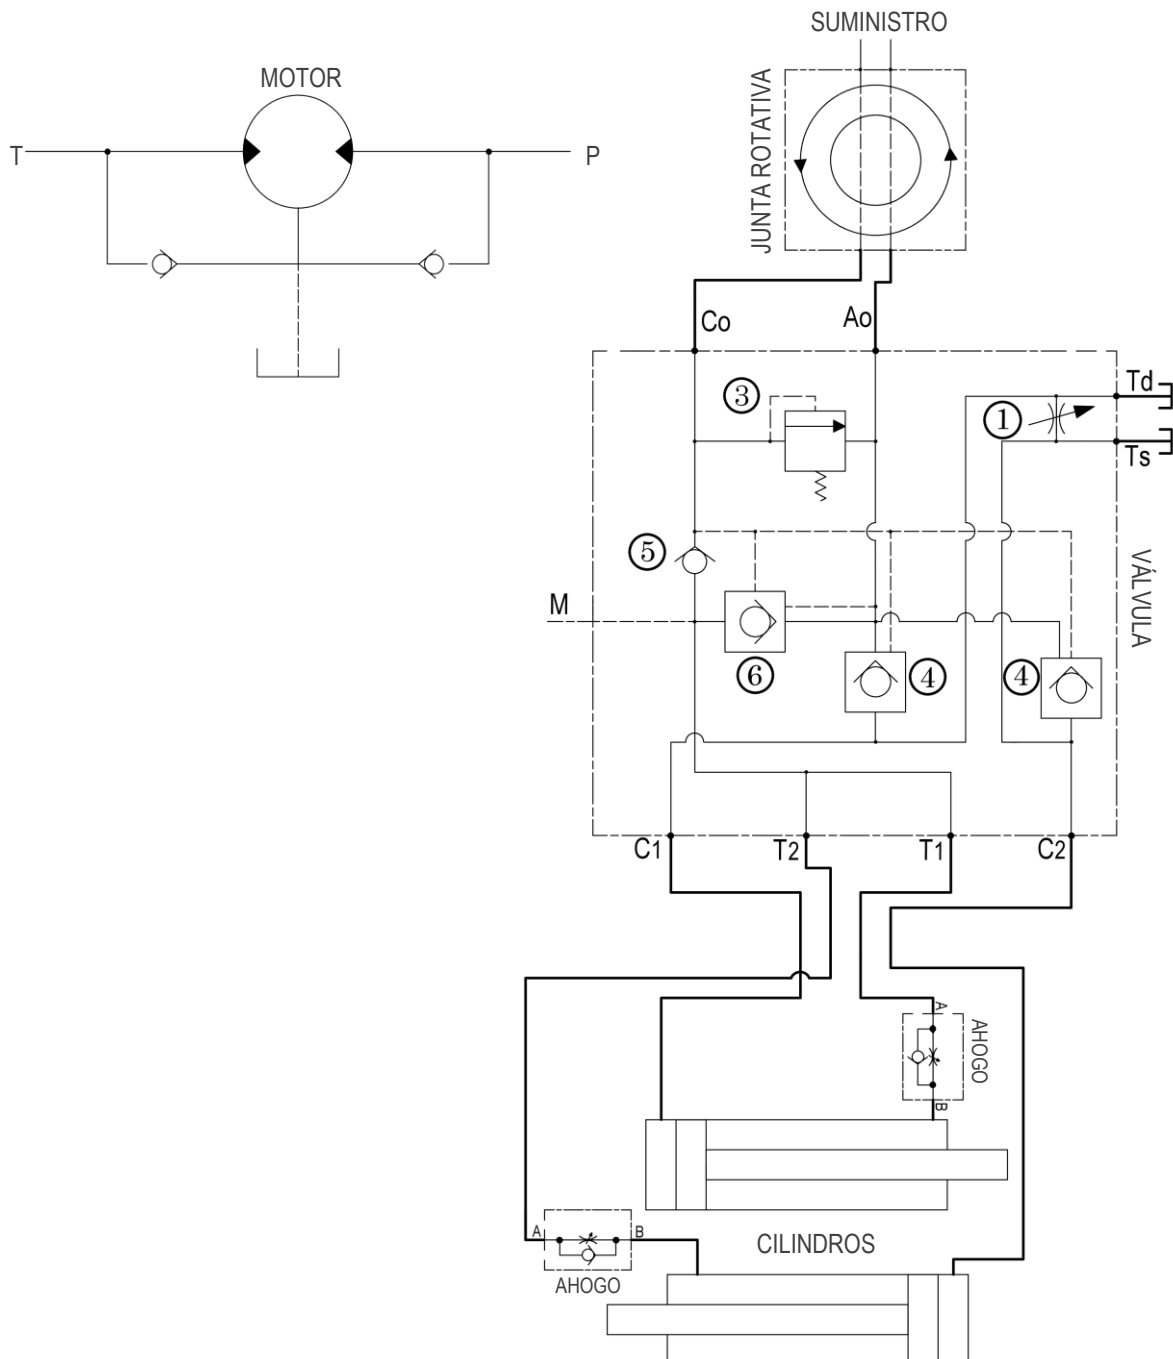 SUMINISTRO
MOTOR
JUNTA ROTATIVA
T
P
Co
Ao
Td
3
1
Ts
5
VÁLVULA
M
6
4
4
C1
T2
T1
C2
A
AHOGO
B
A
B
CILINDROS
AHOGO